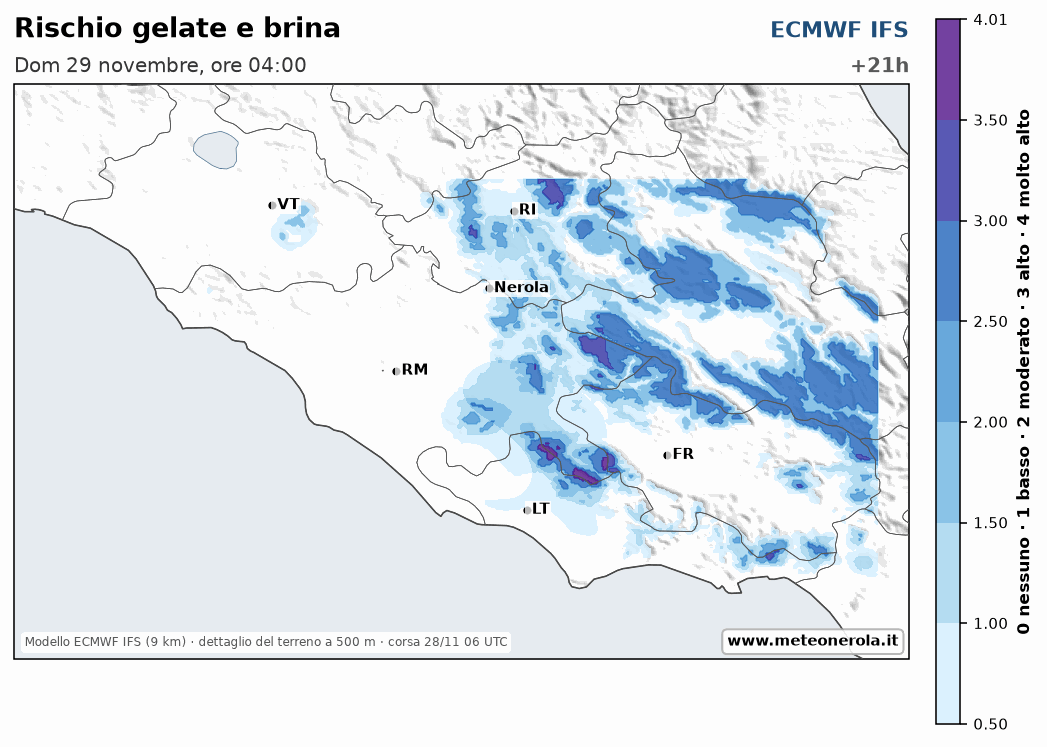 Rischio gelate e brina
ECMWF IFS
Dom 29 novembre, ore 04:00
+21h
VT
RI
Nerola
RM
FR
LT
Modello ECMWF IFS (9 km) · dettaglio del terreno a 500 m · corsa 28/11 06 UTC
www.meteonerola.it
4.01
3.50
3.00
2.50
2.00
1.50
1.00
0.50
0 nessuno · 1 basso · 2 moderato · 3 alto · 4 molto alto